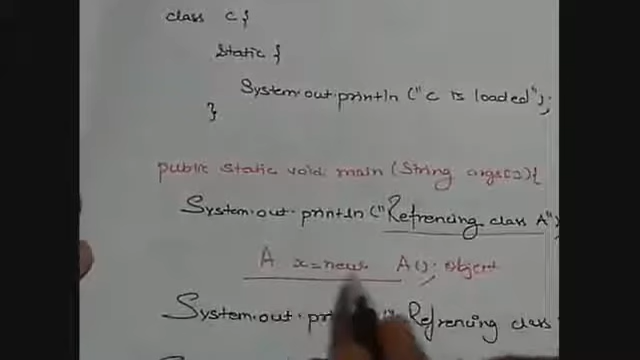 class C {
static {
System.out.println ("C is loaded");
}
public static void main (String args[]){
System.out.println ("Refrencing class A")
A x = new A(); object
System.out. "Refrencing class